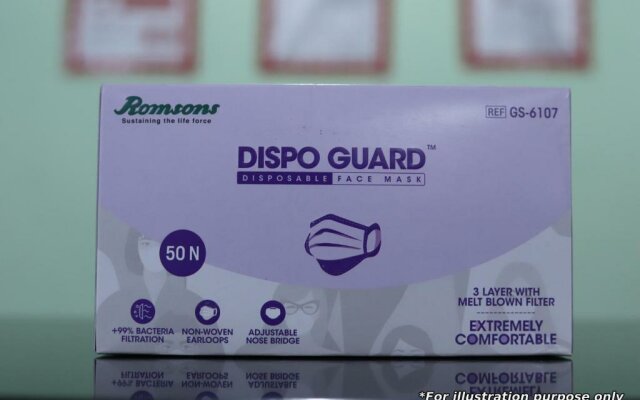 Romsons
Sustaining the life force
REF GS-6107
DISPO GUARD™
DISPOSABLE FACE MASK
50 N
3 LAYER WITH
MELT BLOWN FILTER
+99% BACTERIA
FILTRATION
NON-WOVEN
EARLOOPS
ADJUSTABLE
NOSE BRIDGE
EXTREMELY
COMFORTABLE
*For illustration purpose only